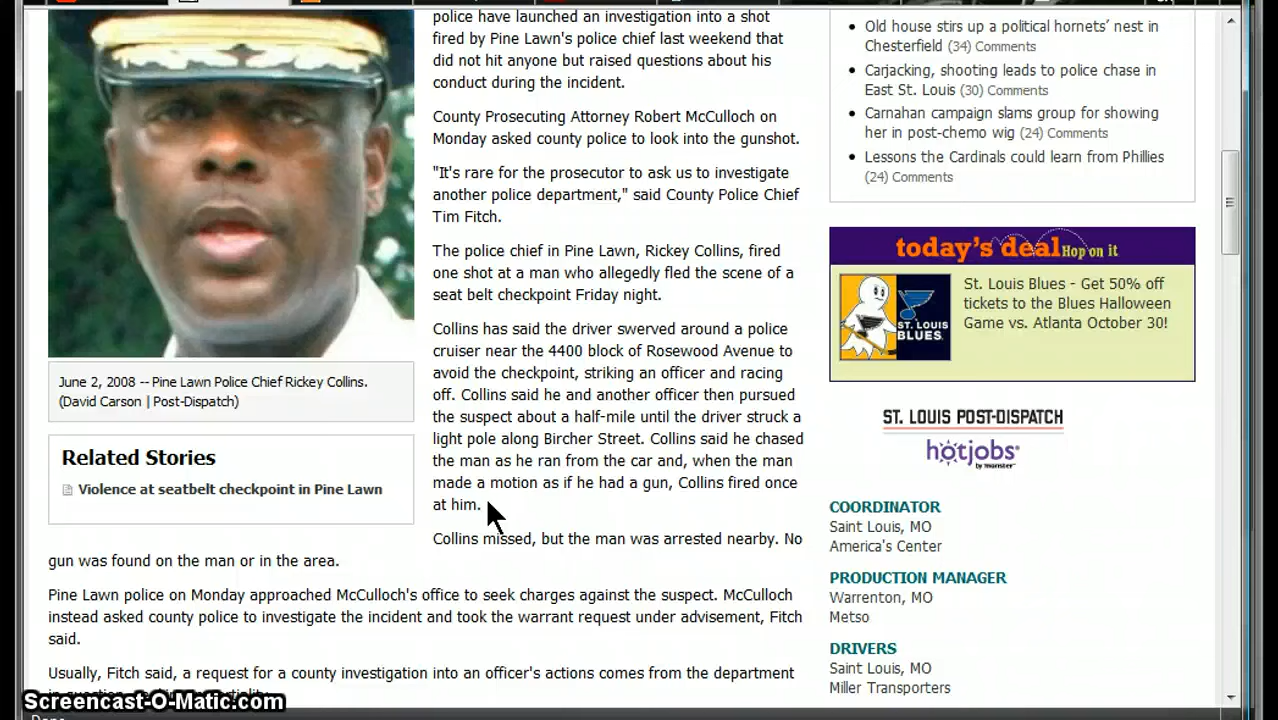 police have launched an investigation into a shot
fired by Pine Lawn's police chief last weekend that
did not hit anyone but raised questions about his
conduct during the incident.
County Prosecuting Attorney Robert McCulloch on
Monday asked county police to look into the gunshot.
"It's rare for the prosecutor to ask us to investigate
another police department," said County Police Chief
Tim Fitch.
The police chief in Pine Lawn, Rickey Collins, fired
one shot at a man who allegedly fled the scene of a
seat belt checkpoint Friday night.
Collins has said the driver swerved around a police
cruiser near the 4400 block of Rosewood Avenue to
avoid the checkpoint, striking an officer and racing
off. Collins said he and another officer then pursued
the suspect about a half-mile until the driver struck a
light pole along Bircher Street. Collins said he chased
the man as he ran from the car and, when the man
made a motion as if he had a gun, Collins fired once
at him.
Collins missed, but the man was arrested nearby. No
gun was found on the man or in the area.
Pine Lawn police on Monday approached McCulloch's office to seek charges against the suspect. McCulloch
instead asked county police to investigate the incident and took the warrant request under advisement, Fitch
said.
Usually, Fitch said, a request for a county investigation into an officer's actions comes from the department
June 2, 2008 -- Pine Lawn Police Chief Rickey Collins.
(David Carson | Post-Dispatch)
Related Stories
Violence at seatbelt checkpoint in Pine Lawn
Old house stirs up a political hornets' nest in
Chesterfield (34) Comments
Carjacking, shooting leads to police chase in
East St. Louis (30) Comments
Carnahan campaign slams group for showing
her in post-chemo wig (24) Comments
Lessons the Cardinals could learn from Phillies
(24) Comments
today's deal Hop on it
St. Louis Blues - Get 50% off
tickets to the Blues Halloween
Game vs. Atlanta October 30!
ST. LOUIS
BLUES
ST. LOUIS POST-DISPATCH
hotjobs
by monster
COORDINATOR
Saint Louis, MO
America's Center
PRODUCTION MANAGER
Warrenton, MO
Metso
DRIVERS
Saint Louis, MO
Miller Transporters
Screencast-O-Matic.com